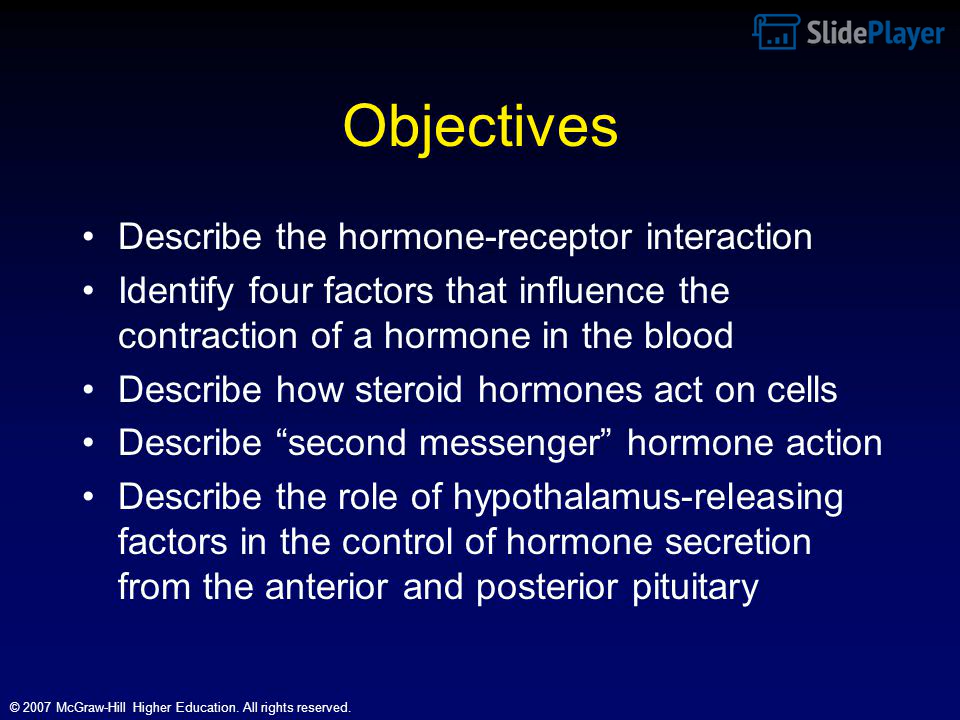 SlidePlayer
Objectives
• Describe the hormone-receptor interaction
• Identify four factors that influence the
contraction of a hormone in the blood
• Describe how steroid hormones act on cells
• Describe “second messenger” hormone action
• Describe the role of hypothalamus-releasing
factors in the control of hormone secretion
from the anterior and posterior pituitary
© 2007 McGraw-Hill Higher Education. All rights reserved.